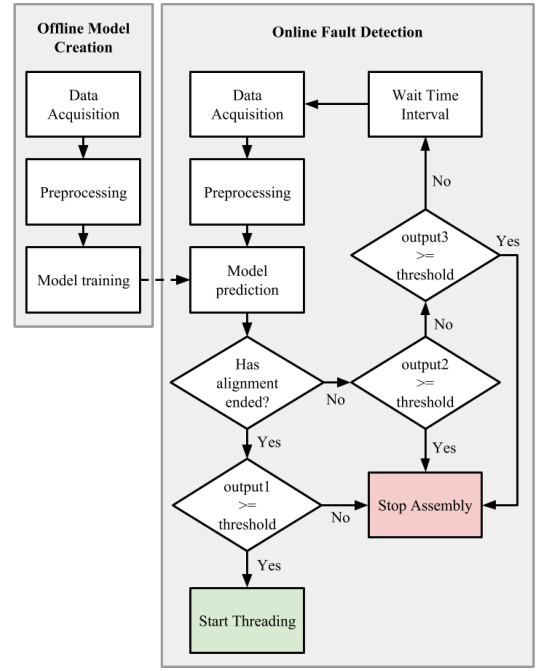 Offline Model
Creation
Data
Acquisition
Preprocessing
Model training
Online Fault Detection
Data
Acquisition
Wait Time
Interval
Preprocessing
No
output3
>=
threshold
Yes
Model
prediction
No
Has
alignment
ended?
No
output2
>=
threshold
Yes
Yes
output1
>=
threshold
No
Stop Assembly
Yes
Start Threading